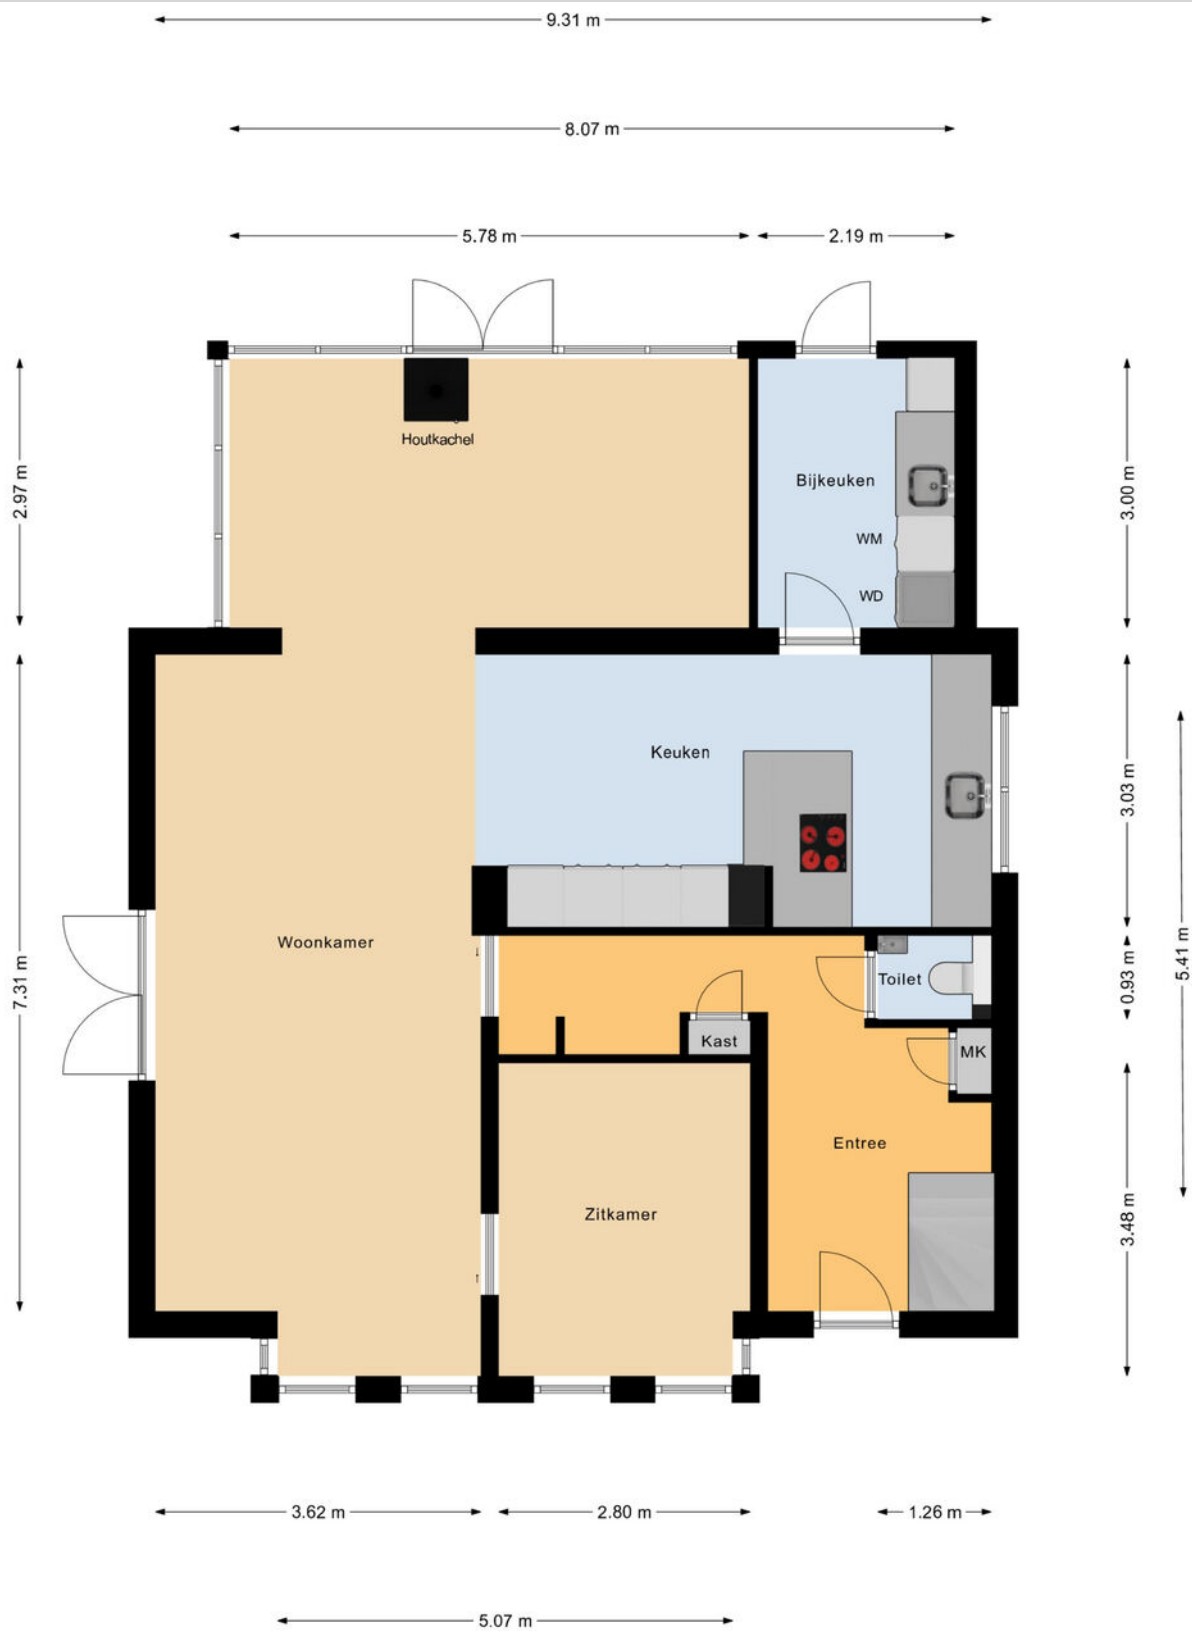 9.31 m
8.07 m
5.78 m
2.19 m
Houtkachel
Bijkeuken
WM
WD
2.97 m
3.00 m
Keuken
3.03 m
Woonkamer
7.31 m
Toilet
0.93 m
5.41 m
Kast
MK
Entree
Zitkamer
3.48 m
3.62 m
2.80 m
1.26 m
5.07 m